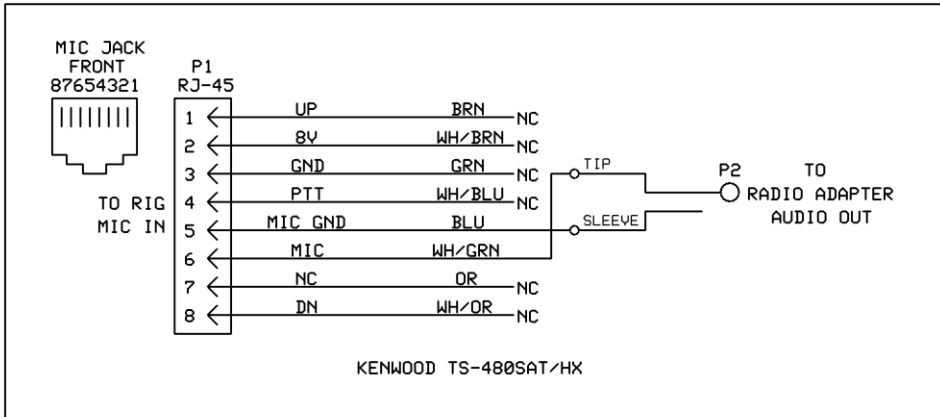 MIC JACK
FRONT
87654321
P1
RJ-45
1 UP BRN NC
2 8V WH/BRN NC
3 GND GRN NC
4 PTT WH/BLU NC
5 MIC GND BLU
6 MIC WH/GRN
7 NC OR NC
8 DN WH/OR NC
TO RIG
MIC IN
TIP
SLEEVE
P2
TO
RADIO ADAPTER
AUDIO OUT
KENWOOD TS-480SAT/HX